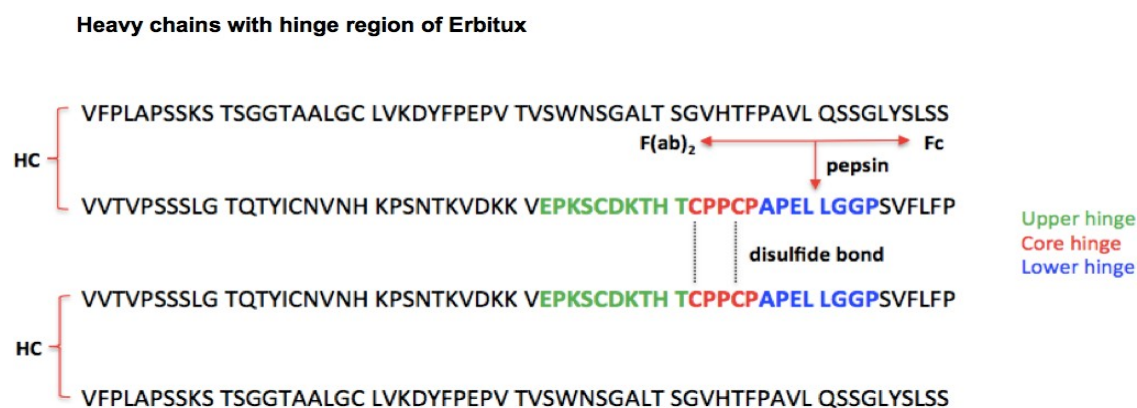 Heavy chains with hinge region of Erbitux
VFPLAPSSKS TSGGTAALGC LVKDYFPEPV TVSWNSGALT SGVHTFPAVL QSSGLYSLSS
F(ab)2 Fc
HC
pepsin
VVTVPSSSLG TQTYICNVNH KPSNTKVDKK VEPKSCDKTH TCPPCPAPEL LGGPSVFLFP
Upper hinge
Core hinge
disulfide bond
Lower hinge
VVTVPSSSLG TQTYICNVNH KPSNTKVDKK VEPKSCDKTH TCPPCPAPEL LGGPSVFLFP
HC
VFPLAPSSKS TSGGTAALGC LVKDYFPEPV TVSWNSGALT SGVHTFPAVL QSSGLYSLSS